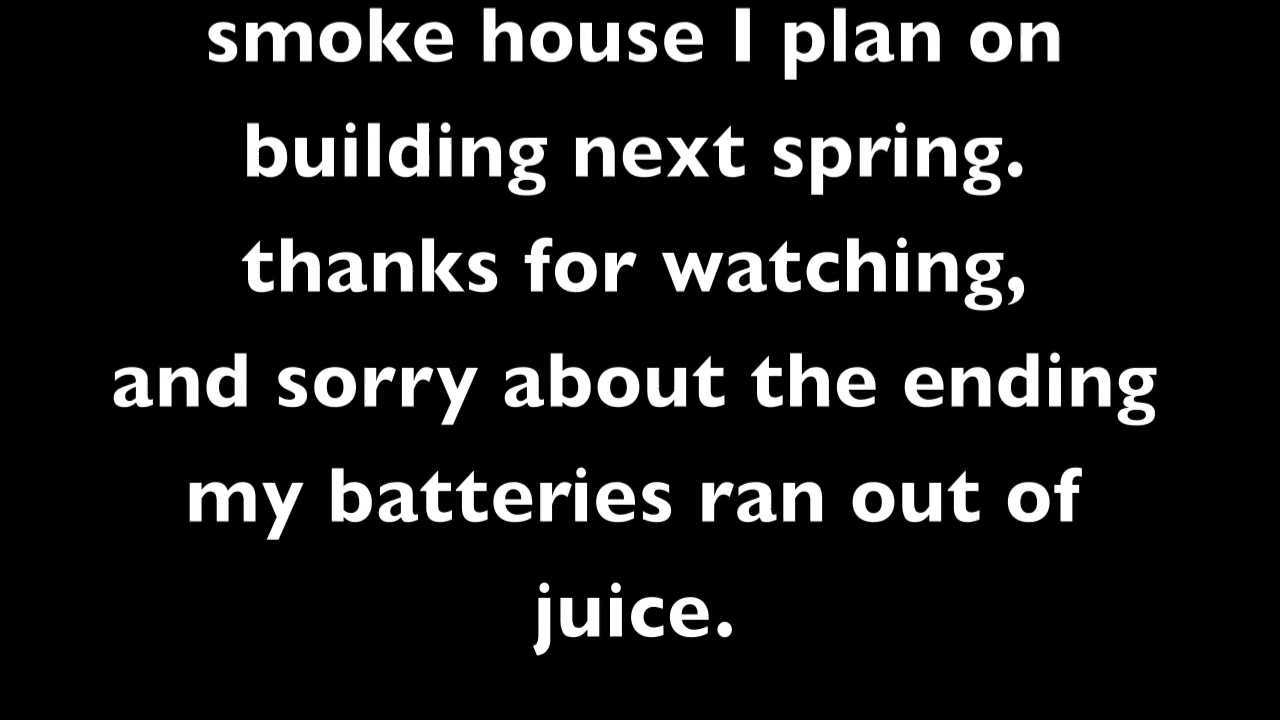 smoke house I plan on
building next spring.
thanks for watching,
and sorry about the ending
my batteries ran out of
juice.